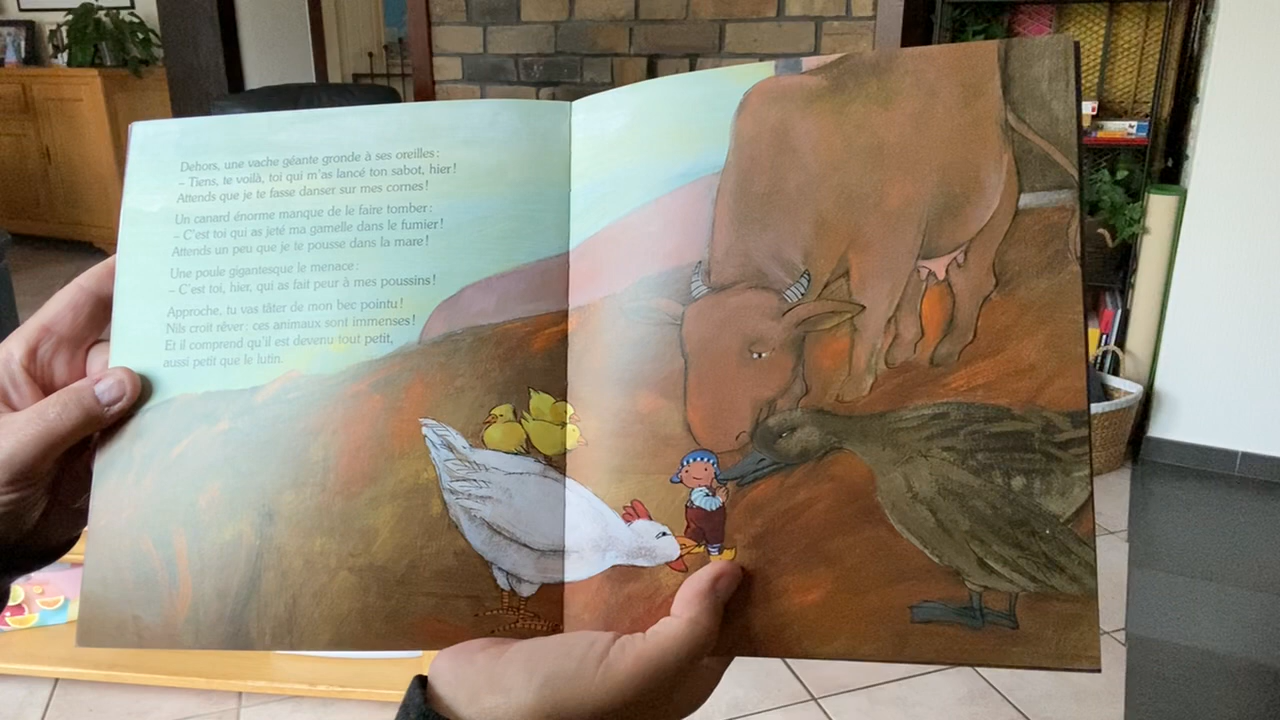 Dehors, une vache géante gronde à ses oreilles :
– Tiens, te voilà, toi qui m'as lancé ton sabot, hier !
Attends que je te fasse danser sur mes cornes !
Un canard énorme manque de le faire tomber :
– C'est toi qui as jeté ma gamelle dans le fumier !
Attends un peu que je te pousse dans la mare !
Une poule gigantesque le menace :
– C'est toi, hier, qui as fait peur à mes poussins !
Approche, tu vas tâter de mon bec pointu !
Nils croit rêver : ces animaux sont immenses !
Et il comprend qu'il est devenu tout petit,
aussi petit que le lutin.